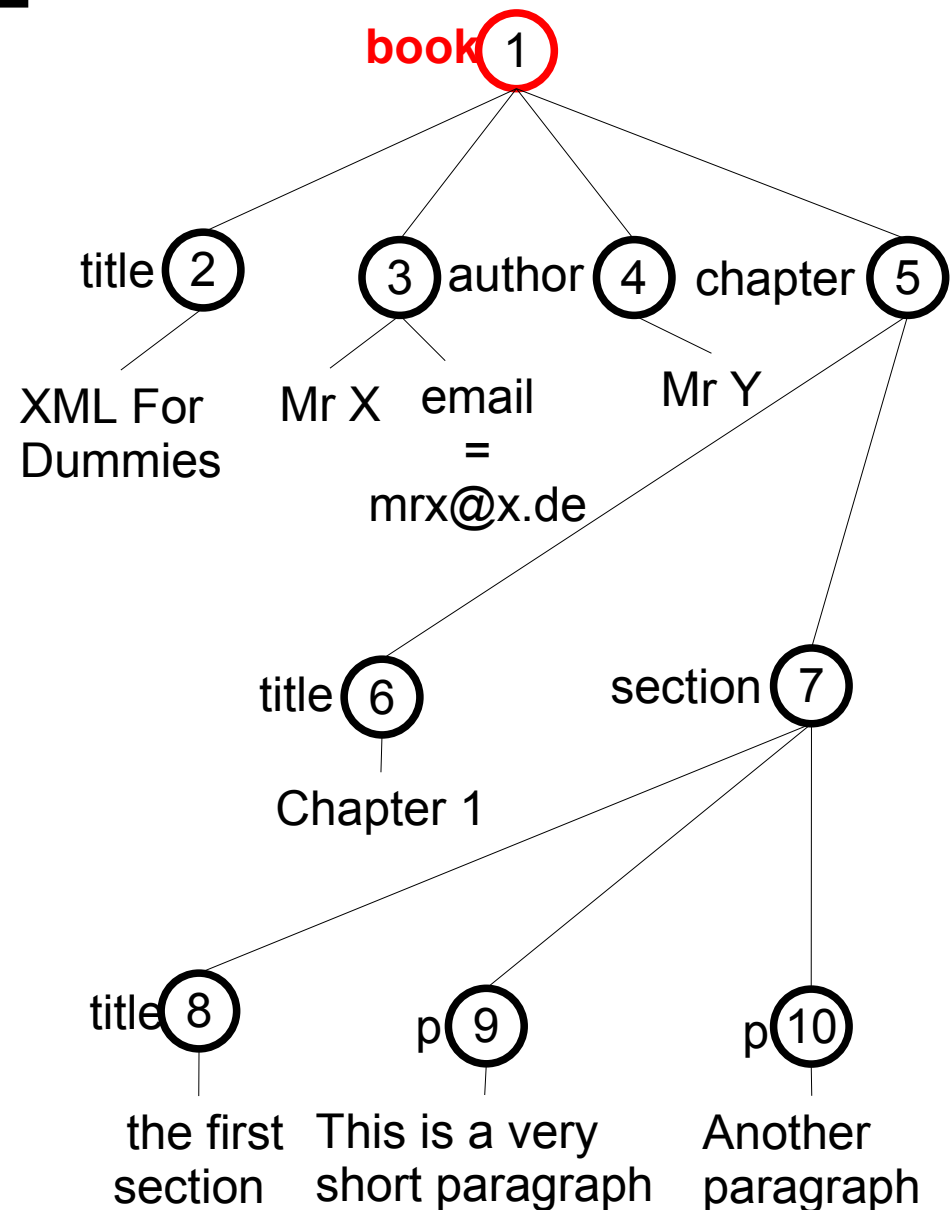 book 1
title 2 3 author 4 chapter 5
XML For
Dummies
Mr X
email
=
mrx@x.de
Mr Y
title 6
section 7
Chapter 1
title 8
p 9
p 10
the first
section
This is a very
short paragraph
Another
paragraph